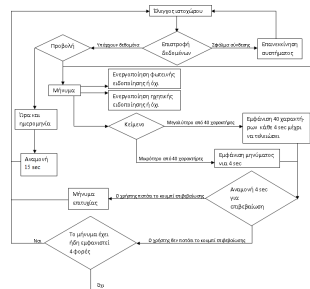 Έλεγχος ιστοχώρου
Προβολή
Υπάρχουν δεδομένα
Επιστροφή
δεδομένων
Σφάλμα σύνδεσης
Επανεκκίνηση
συστήματος
Μήνυμα
Ενεργοποίηση φωτεινής
ειδοποίησης ή όχι
Ενεργοποίηση ηχητικής
ειδοποίησης ή όχι
Ώρα και
ημερομηνία
Κείμενο
Μεγαλύτερο από 40 χαρακτήρες
Εμφάνιση 40 χαρακτή-
ρων κάθε 4 sec μέχρι
να τελειώσει
Αναμονή
15 sec
Μικρότερο από 40 χαρακτήρες
Εμφάνιση μηνύματος
για 4 sec
Μήνυμα
επιτυχίας
Ο χρήστης πατάει το κουμπί επιβεβαίωσης
Αναμονή 4 sec
για
επιβεβαίωση
Το μήνυμα έχει
ήδη εμφανιστεί
4 φορές
Ναι
Ο χρήστης δεν πατάει το κουμπί επιβεβαίωσης
Όχι